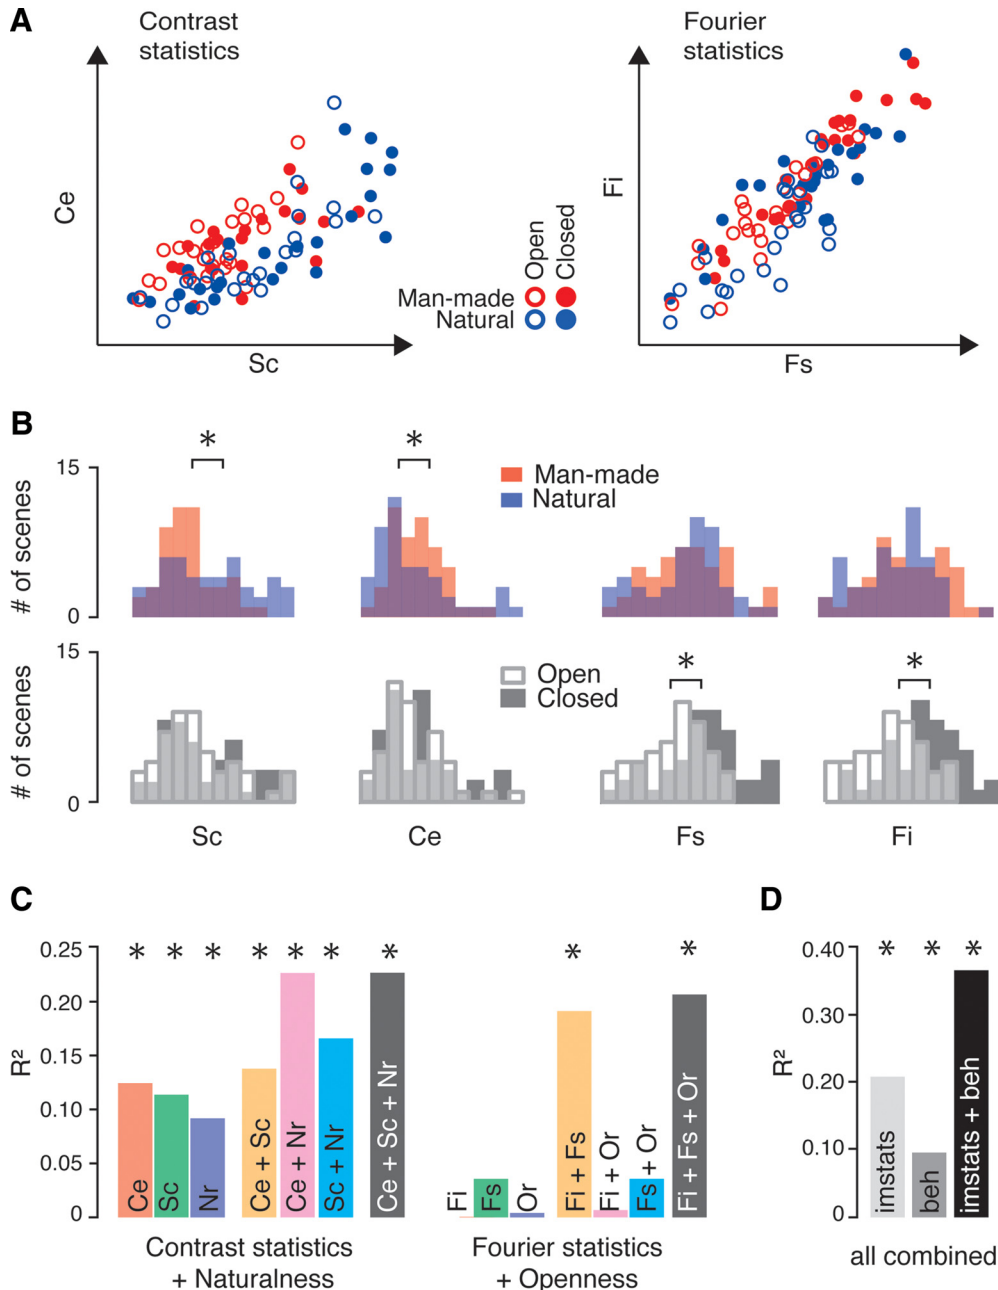 A
Contrast
statistics
Ce
Sc
Open
Closed
Man-made
Natural
Fourier
statistics
Fi
Fs
B
15
# of scenes
0
*
*
Man-made
Natural
15
# of scenes
0
Open
Closed
*
*
Sc
Ce
Fs
Fi
C
R²
0.25
0.20
0.15
0.10
0.05
0
* * * * * * *
Ce
Sc
Nr
Ce + Sc
Ce + Nr
Sc + Nr
Ce + Sc + Nr
Contrast statistics
+ Naturalness
* *
Fi
Fs
Or
Fi + Fs
Fi + Or
Fs + Or
Fi + Fs + Or
Fourier statistics
+ Openness
D
R²
0.40
0.30
0.20
0.10
0
* * *
imstats
beh
imstats + beh
all combined